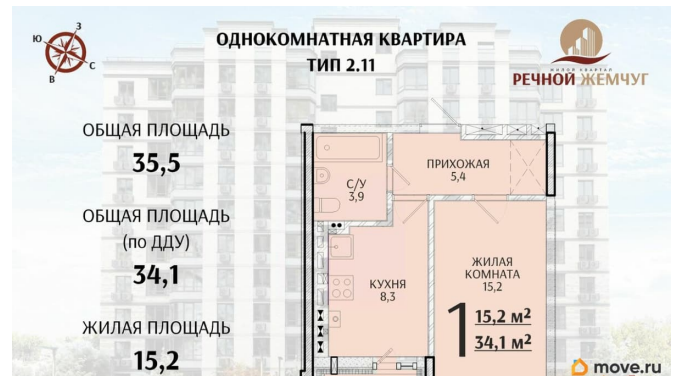 З
Ю
С
В
ОДНОКОМНАТНАЯ КВАРТИРА
ТИП 2.11
ЖИЛОЙ КВАРТАЛ
РЕЧНОЙ ЖЕМЧУГ
ОБЩАЯ ПЛОЩАДЬ
35,5
ОБЩАЯ ПЛОЩАДЬ
(по ДДУ)
34,1
ЖИЛАЯ ПЛОЩАДЬ
15,2
ПРИХОЖАЯ
5,4
С/У
3,9
КУХНЯ
8,3
ЖИЛАЯ
КОМНАТА
15,2
1
15,2 м²
34,1 м²
move.ru